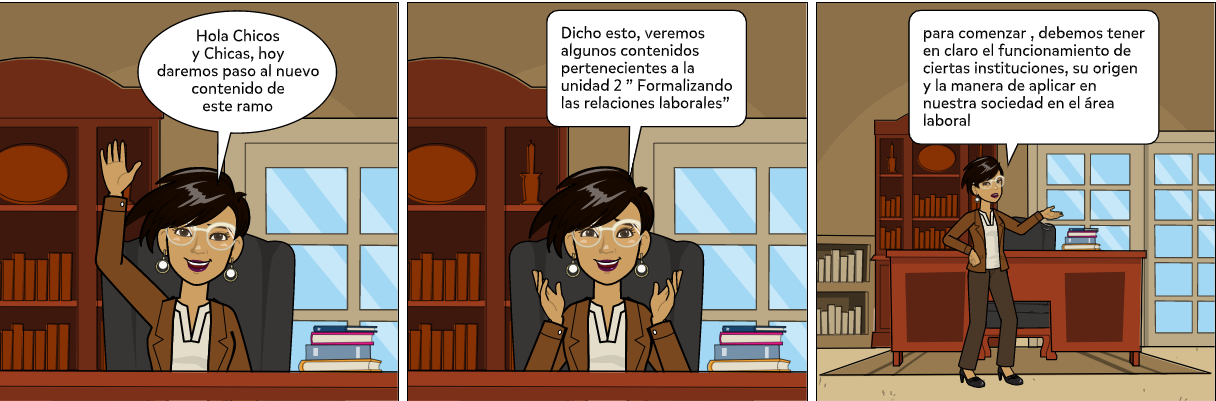 Hola Chicos
y Chicas, hoy
daremos paso al nuevo
contenido de
este ramo
Dicho esto, veremos
algunos contenidos
pertenecientes a la
unidad 2 " Formalizando
las relaciones laborales"
para comenzar , debemos tener
en claro el funcionamiento de
ciertas instituciones, su origen
y la manera de aplicar en
nuestra sociedad en el área
laboral